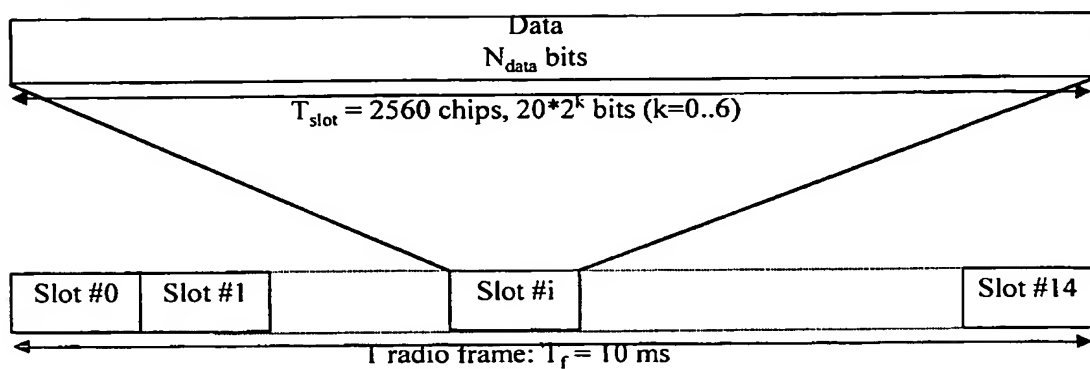 Data
N_data bits
T_slot = 2560 chips, 20*2^k bits (k=0..6)
Slot #0 Slot #1 Slot #i Slot #14
1 radio frame: T_f = 10 ms